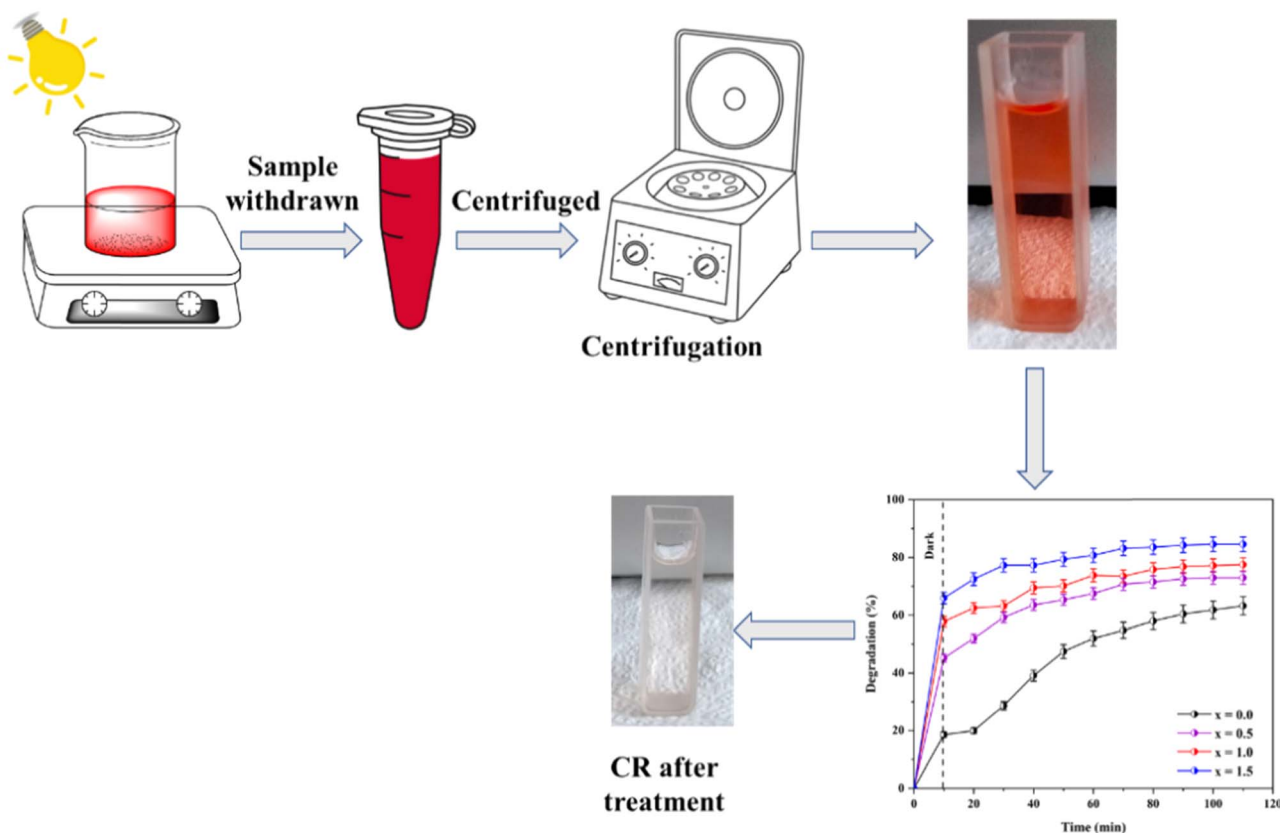 Sample
withdrawn
Centrifuged
Centrifugation
100
80
60
40
20
0
Degradation (%)
Dark
x = 0.0
x = 0.5
x = 1.0
x = 1.5
0 20 40 60 80 100 120
Time (min)
CR after
treatment